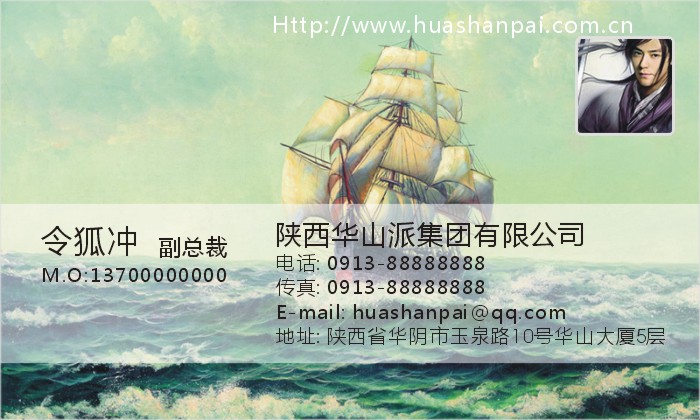 Http://www.huashanpai.com.cn
令狐冲 副总裁
M.O:13700000000
陕西华山派集团有限公司
电话: 0913-88888888
传真: 0913-88888888
E-mail: huashanpai@qq.com
地址: 陕西省华阴市玉泉路10号华山大厦5层